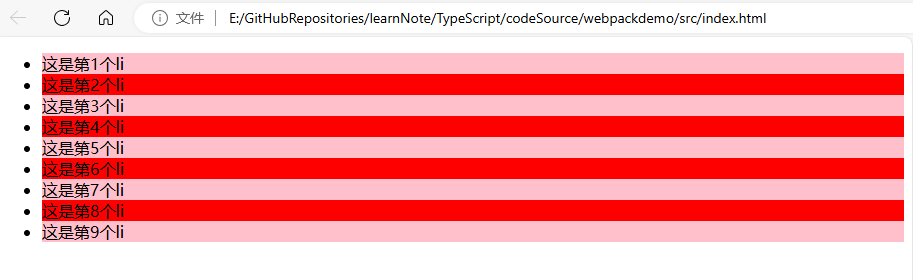 文件 E:/GitHubRepositories/learnNote/TypeScript/codeSource/webpackdemo/src/index.html
这是第1个li
这是第2个li
这是第3个li
这是第4个li
这是第5个li
这是第6个li
这是第7个li
这是第8个li
这是第9个li